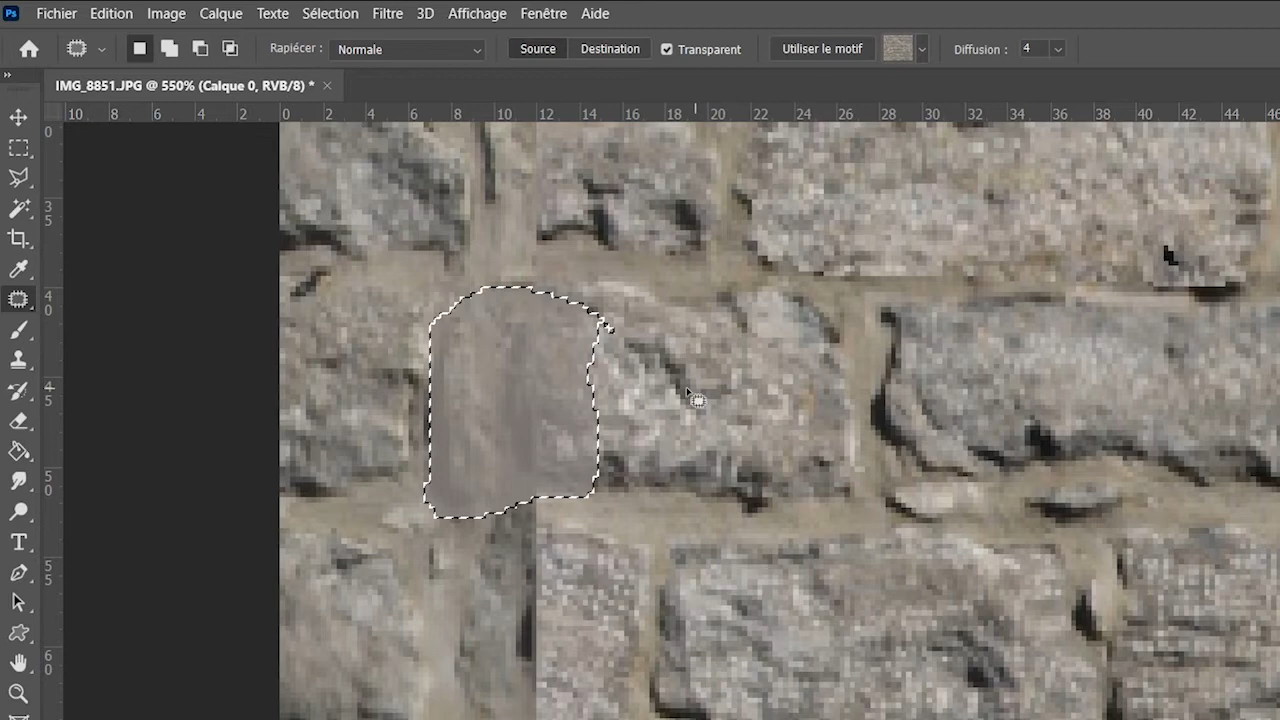 Ps Fichier Edition Image Calque Texte Sélection Filtre 3D Affichage Fenêtre Aide
Rapiécer : Normale Source Destination Transparent Utiliser le motif Diffusion : 4
IMG_8851.JPG @ 550% (Calque 0, RVB/8) * ×
10 8 6 4 2 0 2 4 6 8 10 12 14 16 18 20 22 24 26 28 30 32 34 36 38 40 42 44 46
0
35
40
45
50
55
60